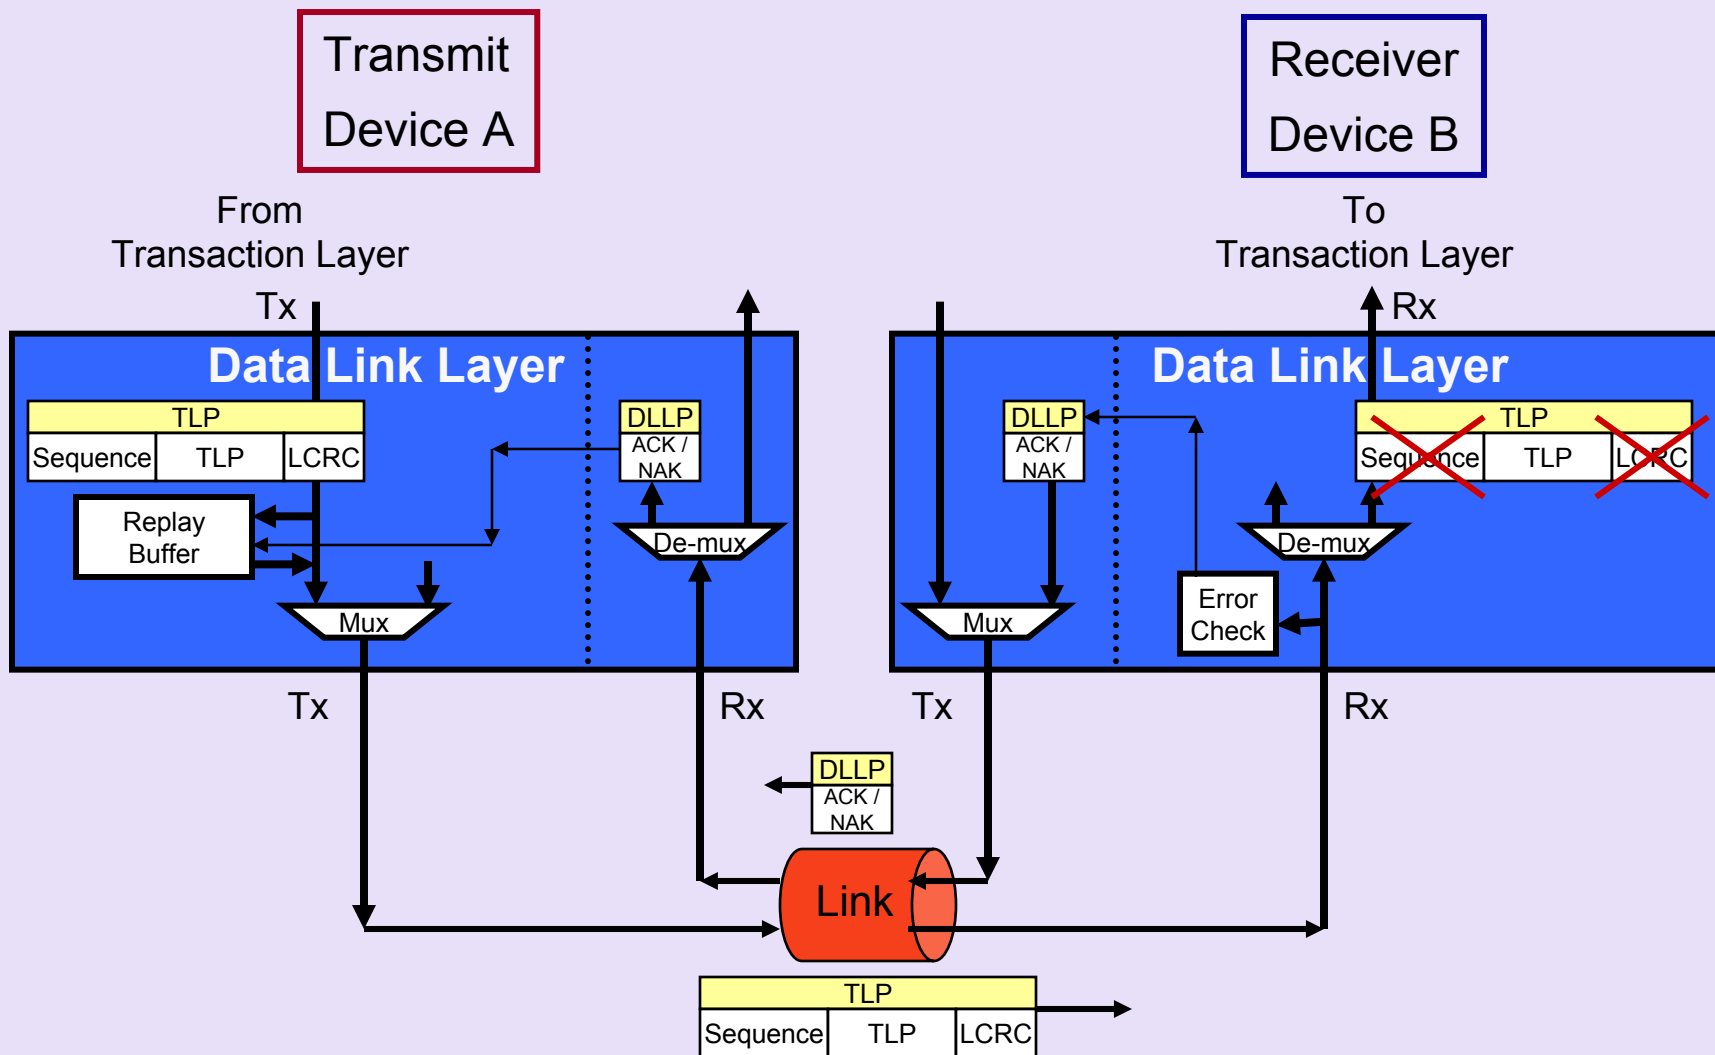 Transmit
Device A
Receiver
Device B
From
Transaction Layer
Tx
To
Transaction Layer
Rx
Data Link Layer
TLP
Sequence TLP LCRC
Replay
Buffer
Mux
DLLP
ACK /
NAK
De-mux
Data Link Layer
DLLP
ACK /
NAK
Mux
TLP
Sequence TLP LCRC
De-mux
Error
Check
Tx
Rx
Tx
Rx
DLLP
ACK /
NAK
Link
TLP
Sequence TLP LCRC